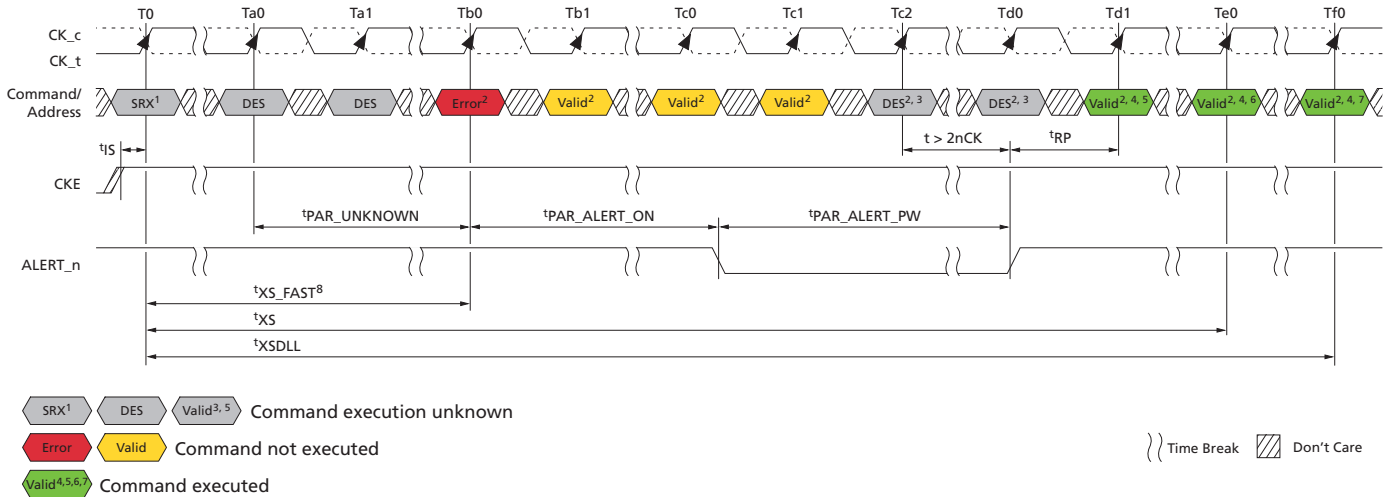 T0 Ta0 Ta1 Tb0 Tb1 Tc0 Tc1 Tc2 Td0 Td1 Te0 Tf0
CK_c
CK_t
Command/
Address
SRX1 DES DES Error2 Valid2 Valid2 Valid2 DES2, 3 DES2, 3 Valid2, 4, 5 Valid2, 4, 6 Valid2, 4, 7
tIS t > 2nCK tRP
CKE
tPAR_UNKNOWN tPAR_ALERT_ON tPAR_ALERT_PW
ALERT_n
tXS_FAST8
tXS
tXSDLL
SRX1 DES Valid3, 5 Command execution unknown
Error Valid Command not executed
Time Break Don't Care
Valid4,5,6,7 Command executed